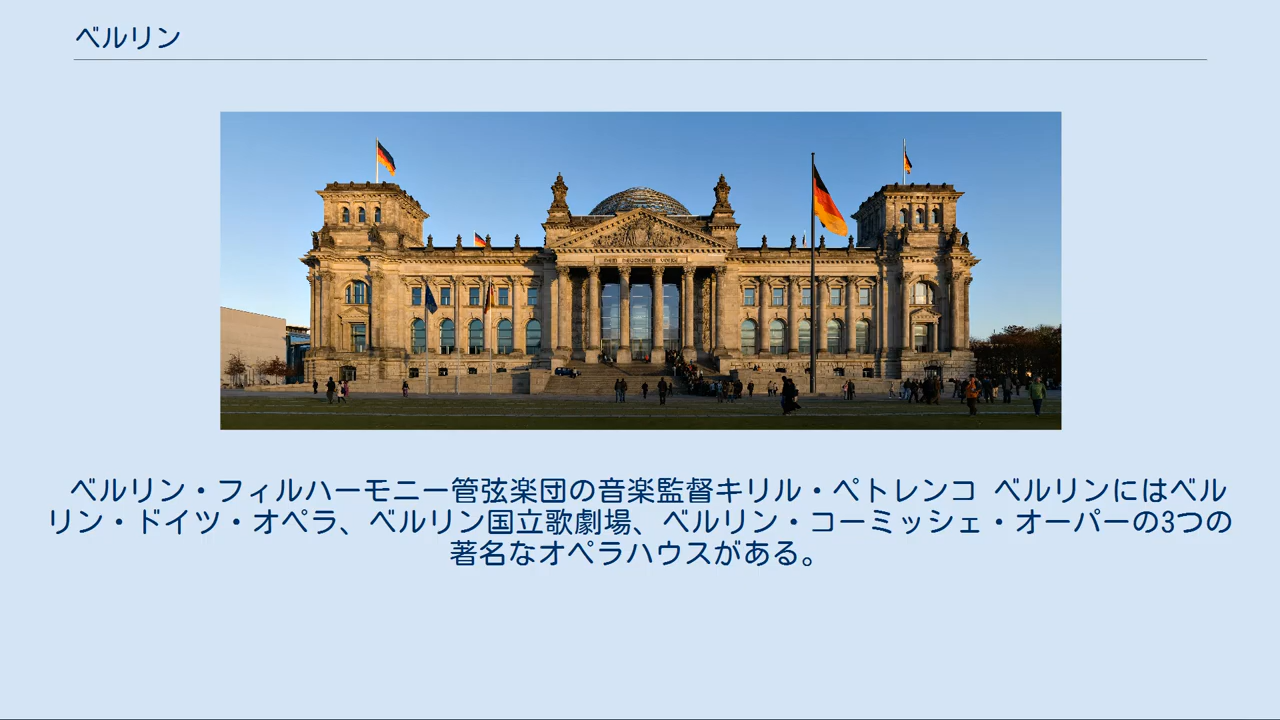 ベルリン
DEM DEUTSCHEN VOLKE
ベルリン・フィルハーモニー管弦楽団の音楽監督キリル・ペトレンコ ベルリンにはベル
リン・ドイツ・オペラ、ベルリン国立歌劇場、ベルリン・コーミッシェ・オーパーの3つの
著名なオペラハウスがある。